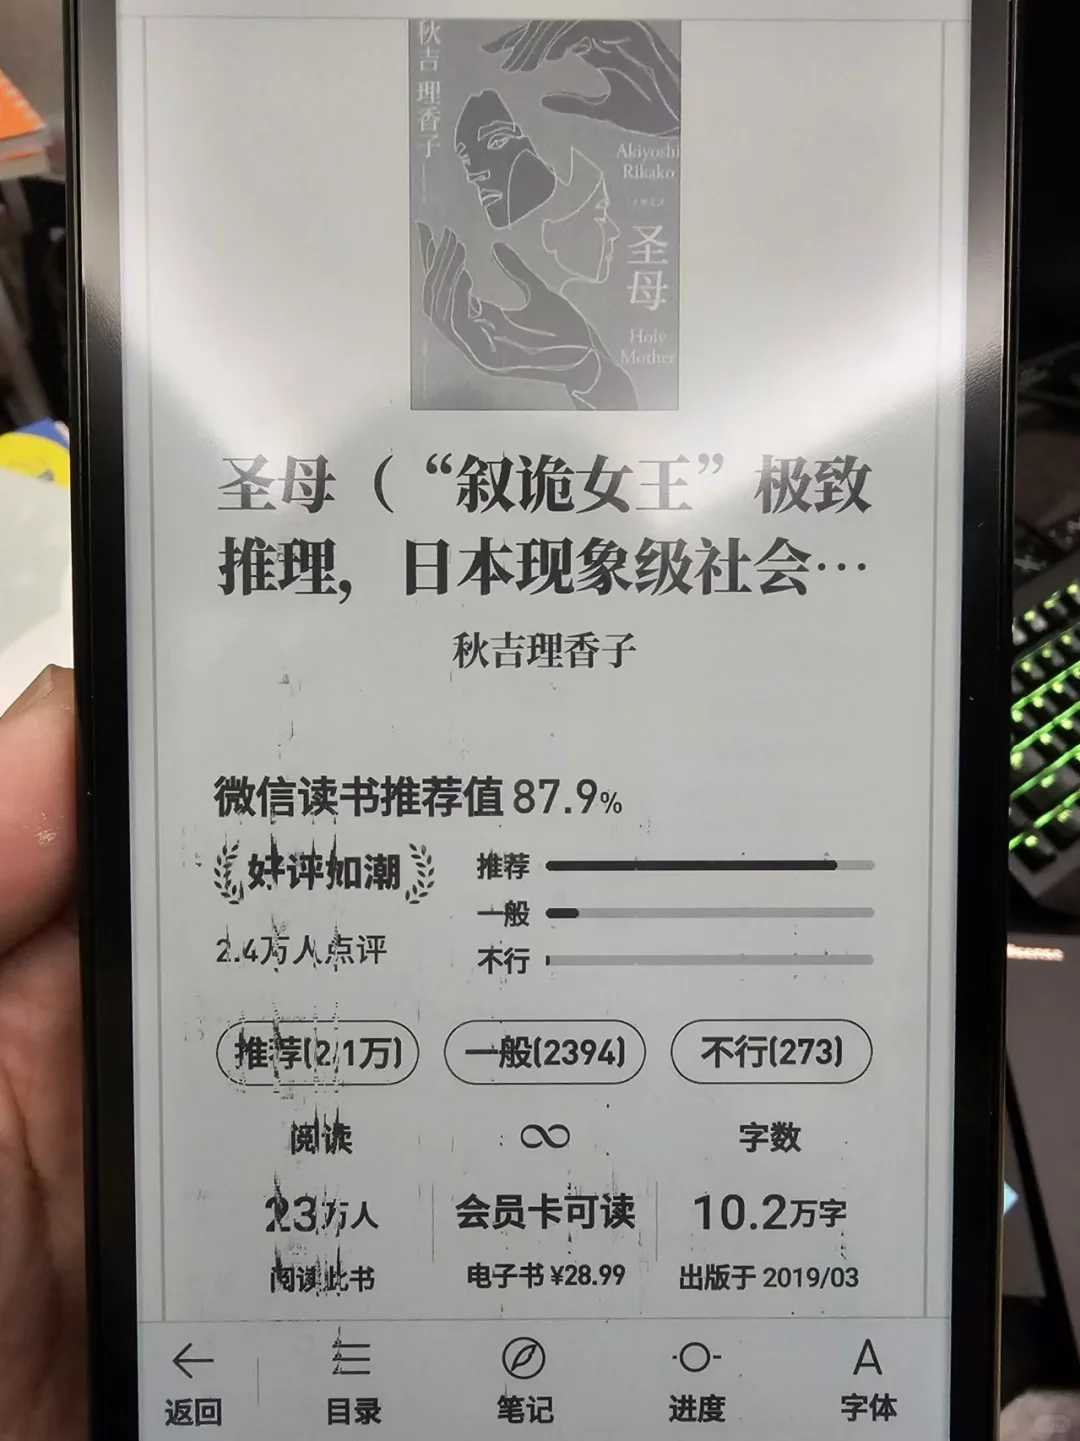 秋吉理香子
Akiyoshi
Rikako
圣母
Holy
Mother
圣母（“叙诡女王”极致
推理，日本现象级社会…
秋吉理香子
微信读书推荐值 87.9%
好评如潮
2.4万人点评
推荐
一般
不行
推荐(2.1万)
一般(2394)
不行(273)
阅读
∞
字数
23万人
会员卡可读
10.2万字
阅读此书
电子书 ¥28.99
出版于 2019/03
返回
目录
笔记
进度
A
字体